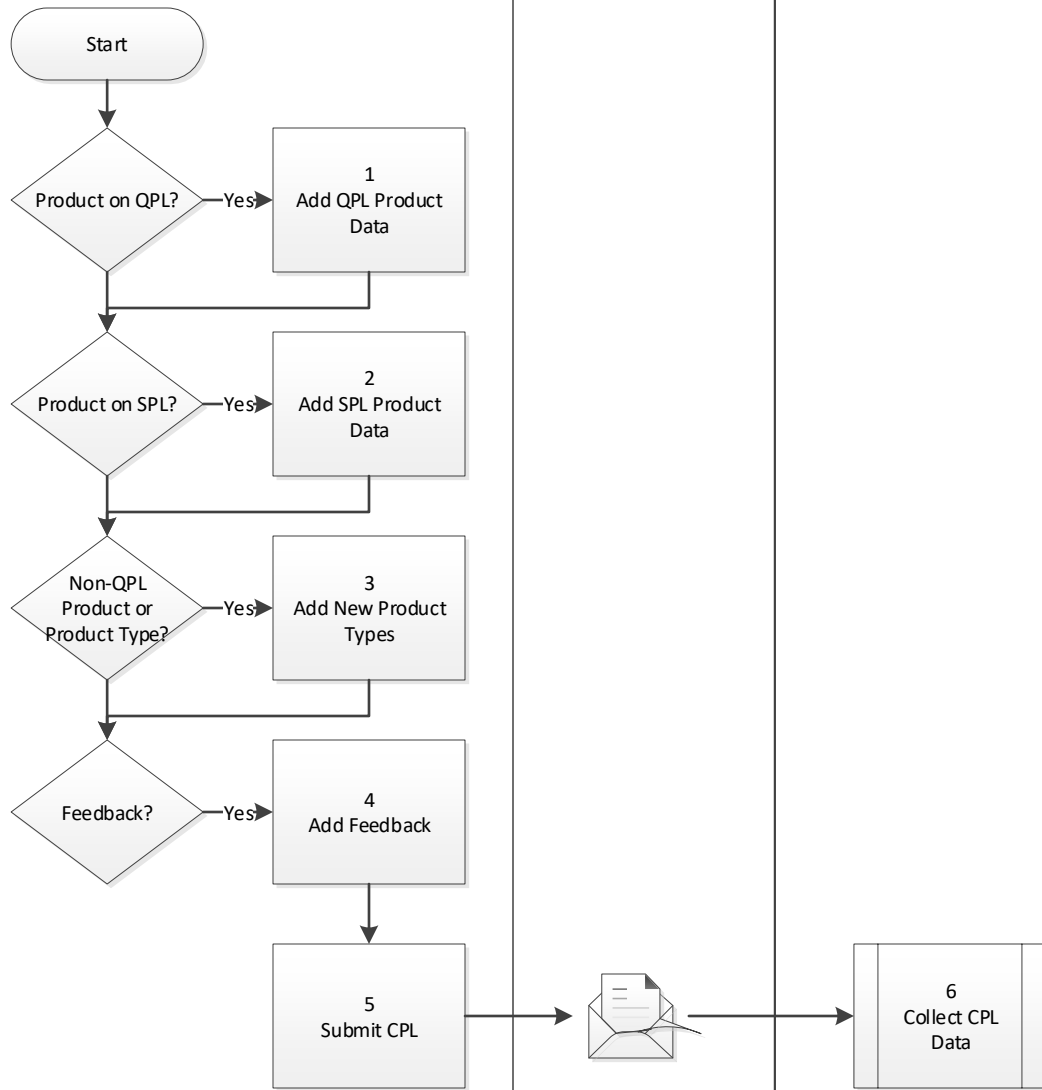 Start
Product on QPL?
Yes
1
Add QPL Product
Data
Product on SPL?
Yes
2
Add SPL Product
Data
Non-QPL
Product or
Product Type?
Yes
3
Add New Product
Types
Feedback?
Yes
4
Add Feedback
5
Submit CPL
6
Collect CPL
Data